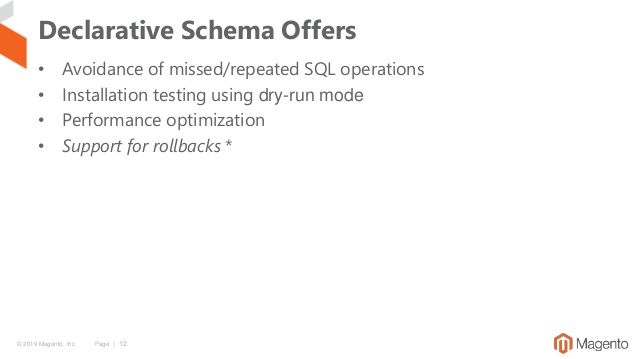 Declarative Schema Offers
• Avoidance of missed/repeated SQL operations
• Installation testing using dry-run mode
• Performance optimization
• Support for rollbacks *
© 2019 Magento, Inc. Page | 12
Magento